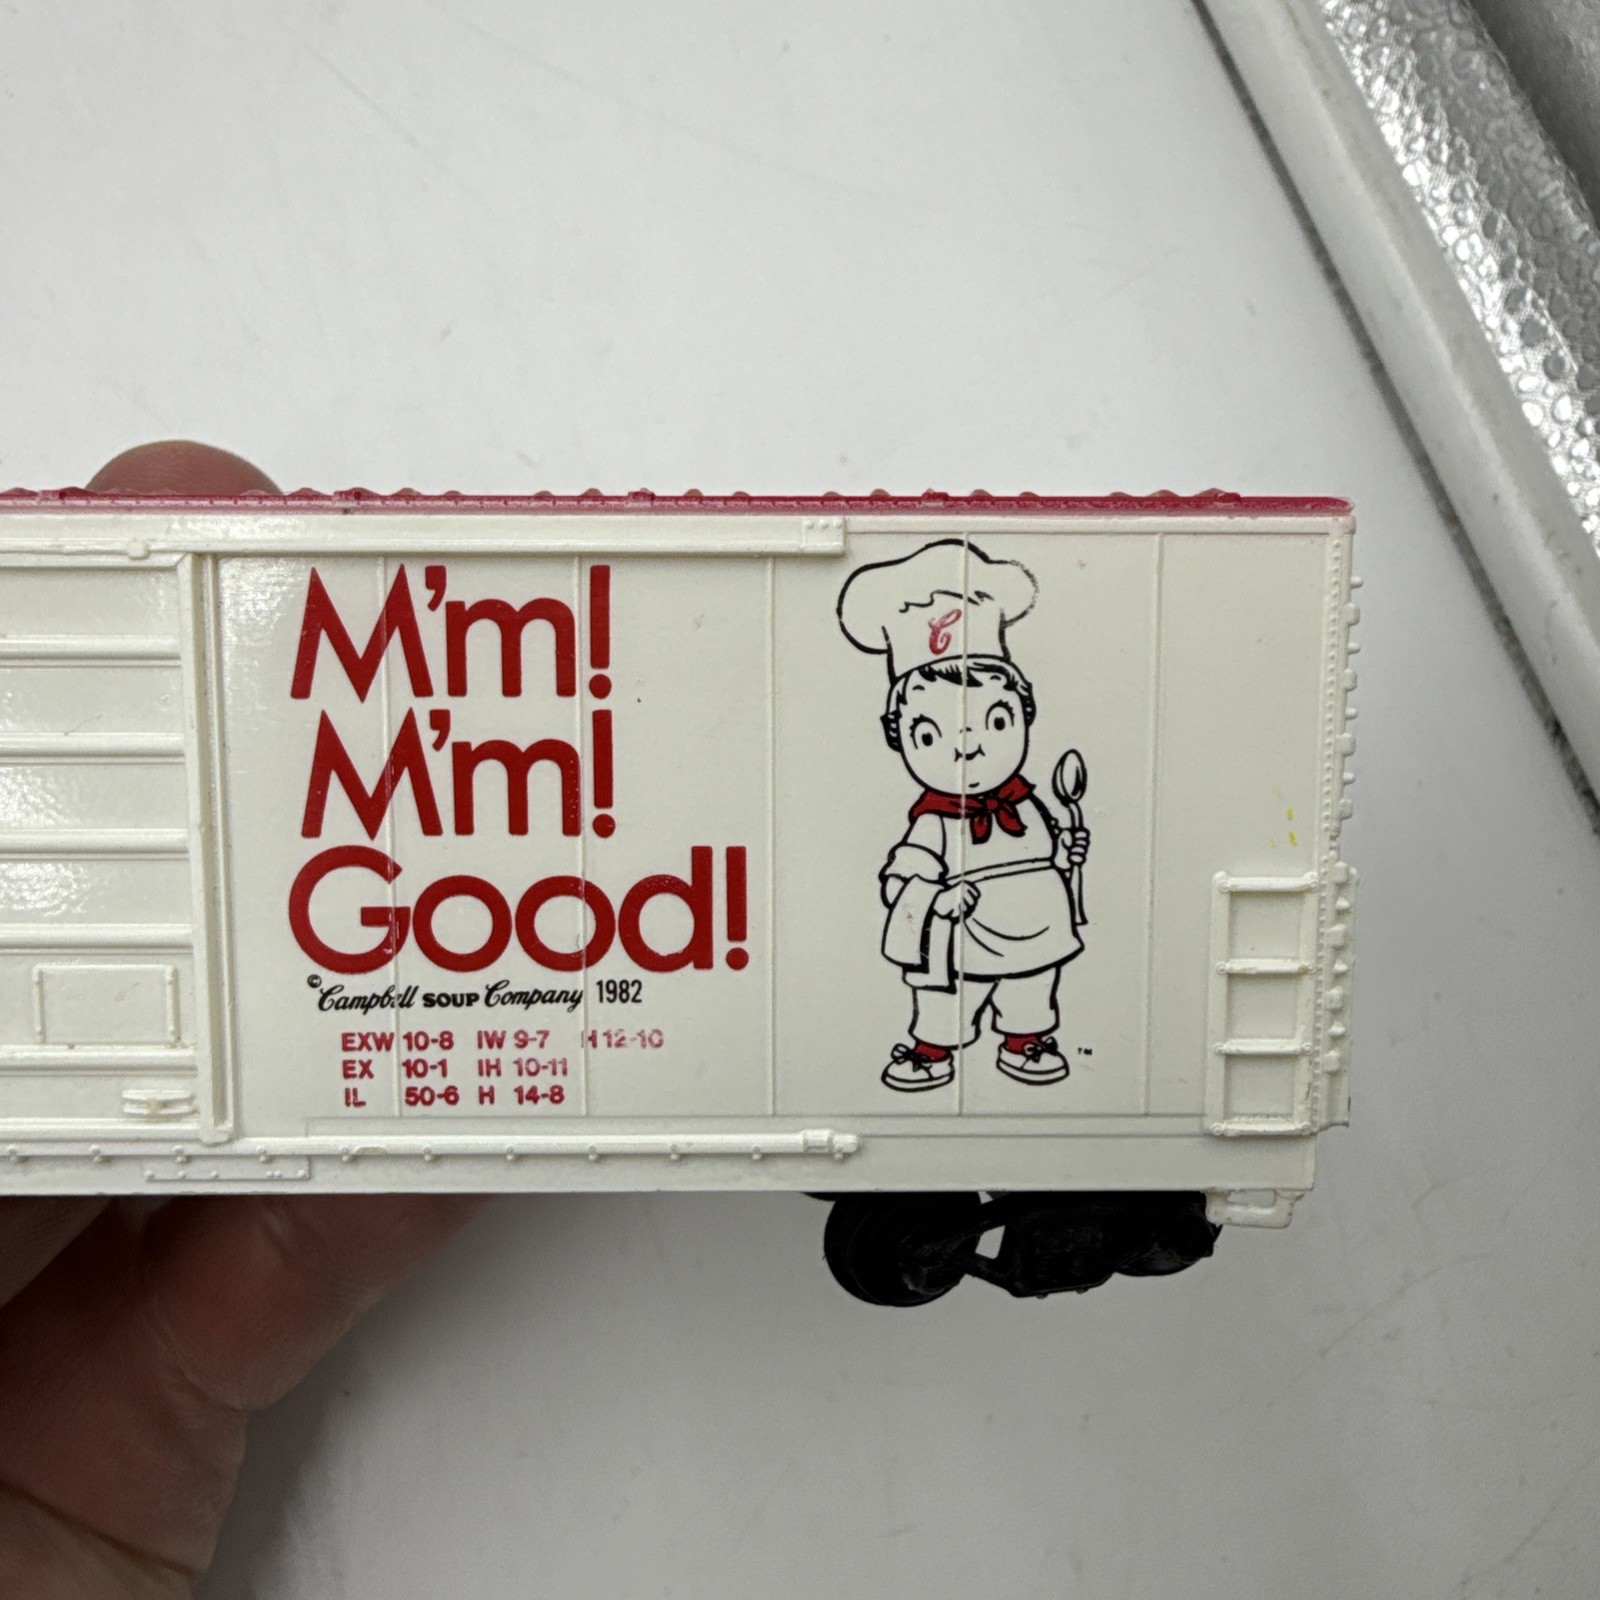 M'm!
M'm!
Good!
© Campbell SOUP Company 1982
EXW 10-8 IW 9-7 H 12-10
EX 10-1 IH 10-11
IL 50-6 H 14-8
C
TM